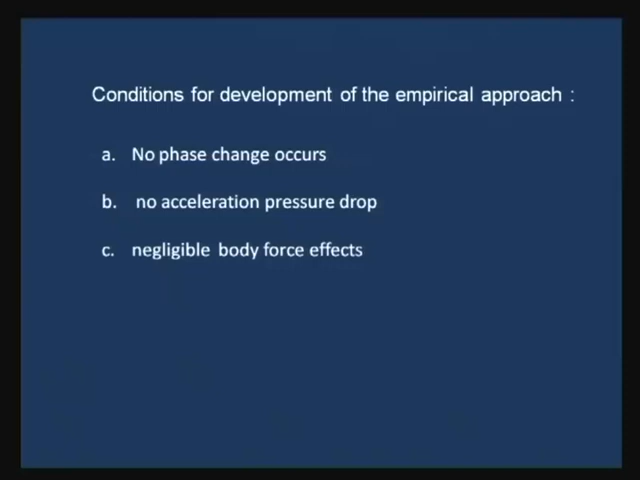 Conditions for development of the empirical approach :
a. No phase change occurs
b. no acceleration pressure drop
c. negligible body force effects